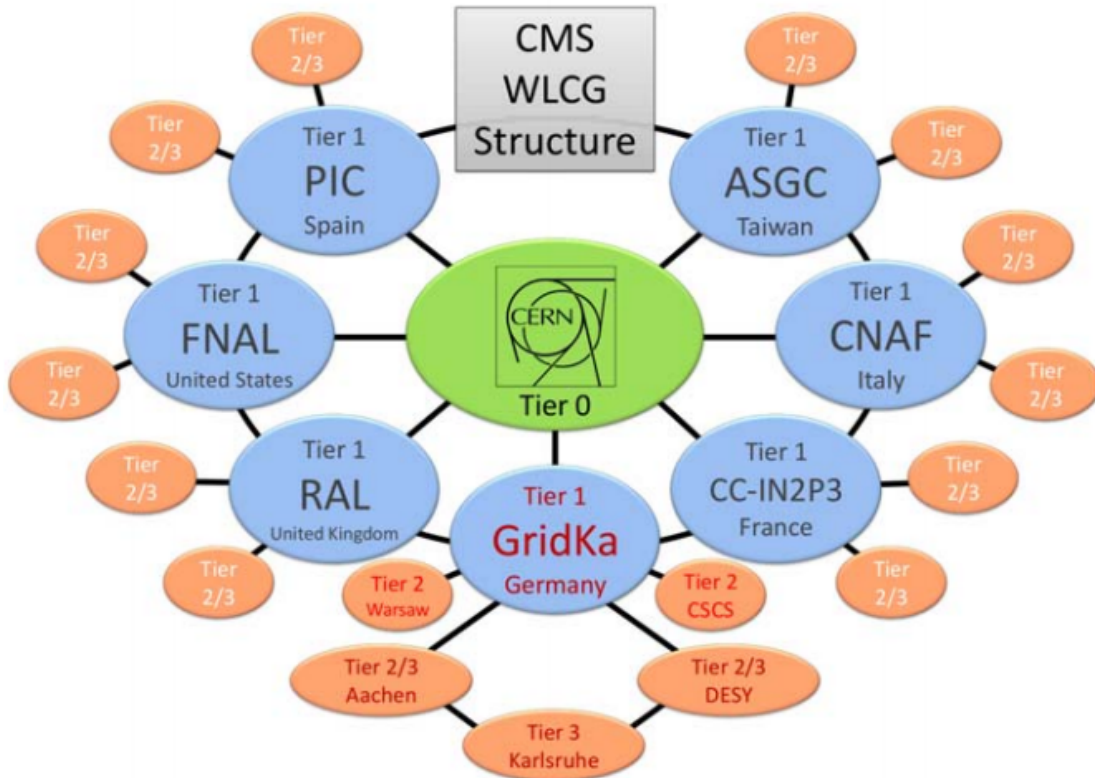 CMS
WLCG
Structure
Tier
2/3
Tier
2/3
Tier 1
PIC
Spain
Tier
2/3
Tier
2/3
Tier 1
ASGC
Taiwan
Tier
2/3
Tier
2/3
Tier 1
FNAL
United States
CERN
Tier 0
Tier
2/3
Tier
2/3
Tier 1
CNAF
Italy
Tier
2/3
Tier
2/3
Tier 1
RAL
United Kingdom
Tier 1
GridKa
Germany
Tier 1
CC-IN2P3
France
Tier
2/3
Tier
2/3
Tier 2
Warsaw
Tier 2
CSCS
Tier 2/3
Aachen
Tier 2/3
DESY
Tier 3
Karlsruhe